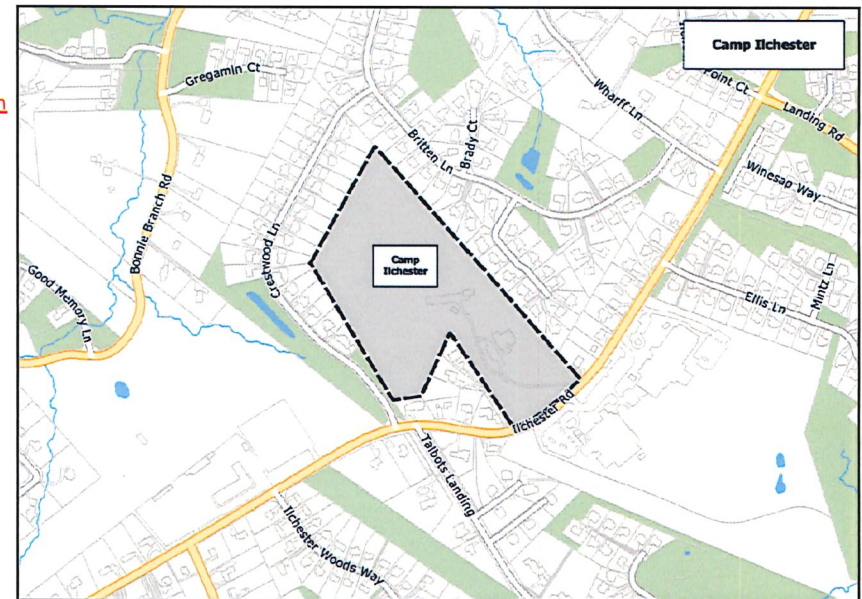 Camp Ilchester
Point Ct
Landing Rd
Gregamin Ct
Wharff Ln
Brady Ct
Britten Ln
Winesap Way
Bonnie Branch Rd
Crestwood Ln
Camp
Ilchester
Good Memory Ln
Ellis Ln
Mintz Ln
Ilchester Rd
Talbots Landing
Ilchester Woods Way